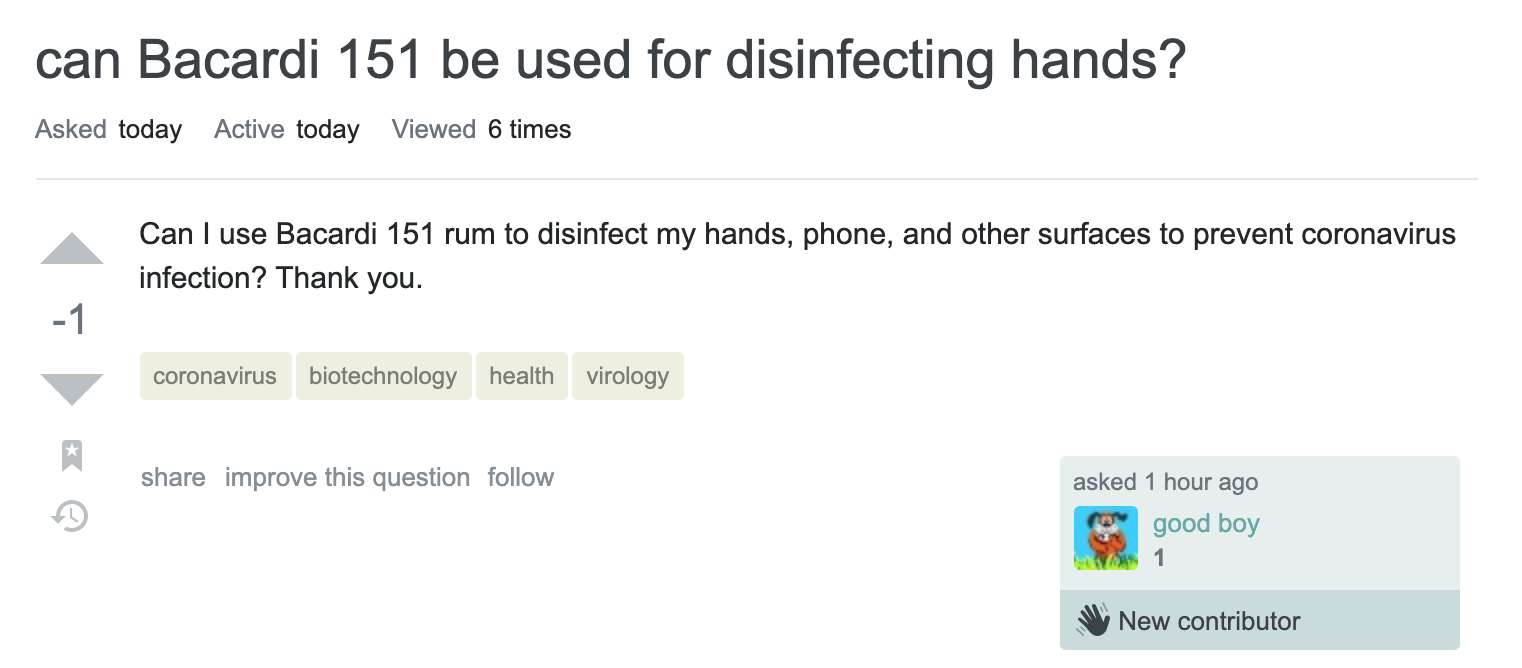 can Bacardi 151 be used for disinfecting hands?
Asked today Active today Viewed 6 times
Can I use Bacardi 151 rum to disinfect my hands, phone, and other surfaces to prevent coronavirus
infection? Thank you.
-1
coronavirus biotechnology health virology
share improve this question follow
asked 1 hour ago
good boy
1
New contributor